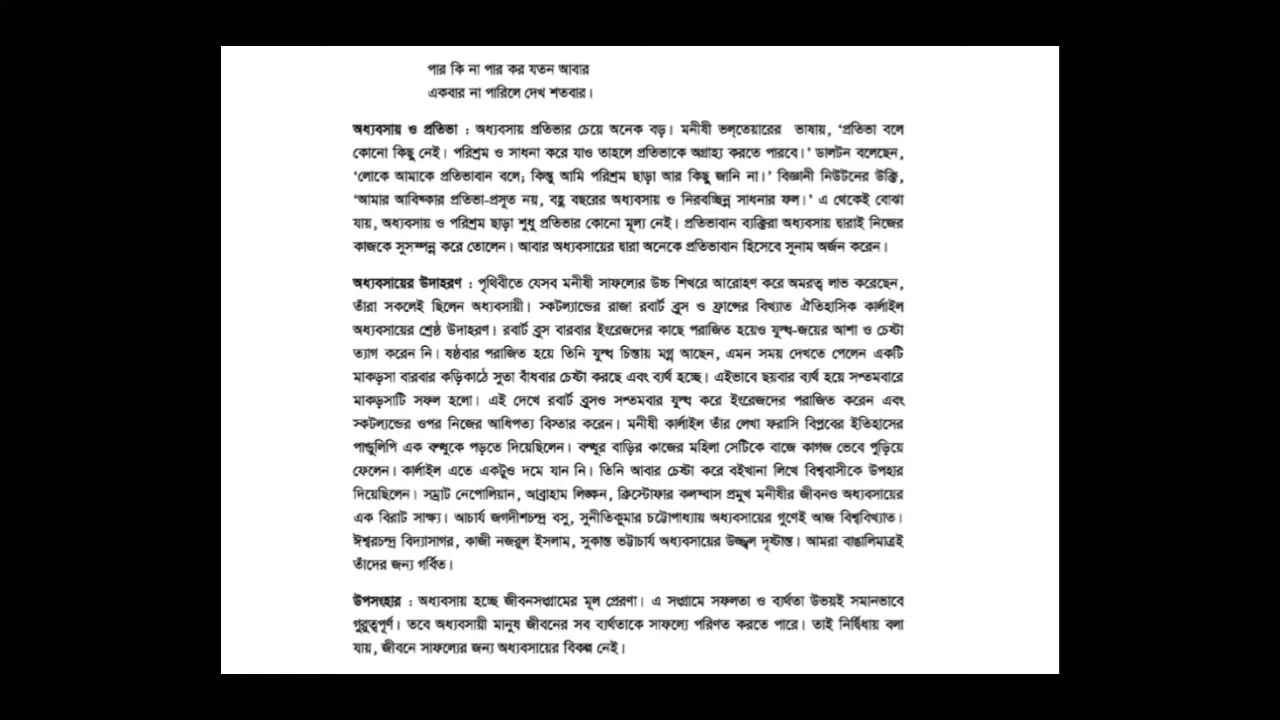 পার কি না পার কর যতন আবার
একবার না পারিলে দেখ শতবার।
অধ্যবসায় ও প্রতিভা : অধ্যবসায় প্রতিভার চেয়ে অনেক বড়। মনীষী ভল্তেয়ারের ভাষায়, ‘প্রতিভা বলে
কোনো কিছু নেই। পরিশ্রম ও সাধনা করে যাও তাহলে প্রতিভাকে অগ্রাহ্য করতে পারবে।’ ডালটন বলেছেন,
‘লোকে আমাকে প্রতিভাবান বলে; কিন্তু আমি পরিশ্রম ছাড়া আর কিছু জানি না।’ বিজ্ঞানী নিউটনের উক্তি,
‘আমার আবিষ্কার প্রতিভা-প্রসূত নয়, বহু বছরের অধ্যবসায় ও নিরবচ্ছিন্ন সাধনার ফল।’ এ থেকেই বোঝা
যায়, অধ্যবসায় ও পরিশ্রম ছাড়া শুধু প্রতিভার কোনো মূল্য নেই। প্রতিভাবান ব্যক্তিরা অধ্যবসায় দ্বারাই নিজের
কাজকে সুসম্পন্ন করে তোলেন। আবার অধ্যবসায়ের দ্বারা অনেকে প্রতিভাবান হিসেবে সুনাম অর্জন করেন।
অধ্যবসায়ের উদাহরণ : পৃথিবীতে যেসব মনীষী সাফল্যের উচ্চ শিখরে আরোহণ করে অমরত্ব লাভ করেছেন,
তাঁরা সকলেই ছিলেন অধ্যবসায়ী। স্কটল্যান্ডের রাজা রবার্ট ব্রুস ও ফ্রান্সের বিখ্যাত ঐতিহাসিক কার্লাইল
অধ্যবসায়ের শ্রেষ্ঠ উদাহরণ। রবার্ট ব্রুস বারবার ইংরেজদের কাছে পরাজিত হয়েও যুদ্ধ-জয়ের আশা ও চেষ্টা
ত্যাগ করেন নি। ষষ্ঠবার পরাজিত হয়ে তিনি যুদ্ধ চিন্তায় মগ্ন আছেন, এমন সময় দেখতে পেলেন একটি
মাকড়সা বারবার কড়িকাঠে সুতা বাঁধবার চেষ্টা করছে এবং ব্যর্থ হচ্ছে। এইভাবে ছয়বার ব্যর্থ হয়ে সপ্তমবারে
মাকড়সাটি সফল হলো। এই দেখে রবার্ট ব্রুসও সপ্তমবার যুদ্ধ করে ইংরেজদের পরাজিত করেন এবং
স্কটল্যন্ডের ওপর নিজের আধিপত্য বিস্তার করেন। মনীষী কার্লাইল তাঁর লেখা ফরাসি বিপ্লবের ইতিহাসের
পান্ডুলিপি এক বন্ধুকে পড়তে দিয়েছিলেন। বন্ধুর বাড়ির কাজের মহিলা সেটিকে বাজে কাগজ ভেবে পুড়িয়ে
ফেলেন। কার্লাইল এতে একটুও দমে যান নি। তিনি আবার চেষ্টা করে বইখানা লিখে বিশ্ববাসীকে উপহার
দিয়েছিলেন। সম্রাট নেপোলিয়ান, আব্রাহাম লিঙ্কন, ক্রিস্টোফার কলম্বাস প্রমুখ মনীষীর জীবনও অধ্যবসায়ের
এক বিরাট সাক্ষ্য। আচার্য জগদীশচন্দ্র বসু, সুনীতিকুমার চট্টোপাধ্যায় অধ্যবসায়ের গুণেই আজ বিশ্ববিখ্যাত।
ঈশ্বরচন্দ্র বিদ্যাসাগর, কাজী নজরুল ইসলাম, সুকান্ত ভট্টাচার্য অধ্যবসায়ের উজ্জ্বল দৃষ্টান্ত। আমরা বাঙালিমাত্রই
তাঁদের জন্য গর্বিত।
উপসংহার : অধ্যবসায় হচ্ছে জীবনসংগ্রামের মূল প্রেরণা। এ সংগ্রামে সফলতা ও ব্যর্থতা উভয়ই সমানভাবে
গুরুত্বপূর্ণ। তবে অধ্যবসায়ী মানুষ জীবনের সব ব্যর্থতাকে সাফল্যে পরিণত করতে পারে। তাই নির্দ্বিধায় বলা
যায়, জীবনে সাফল্যের জন্য অধ্যবসায়ের বিকল্প নেই।